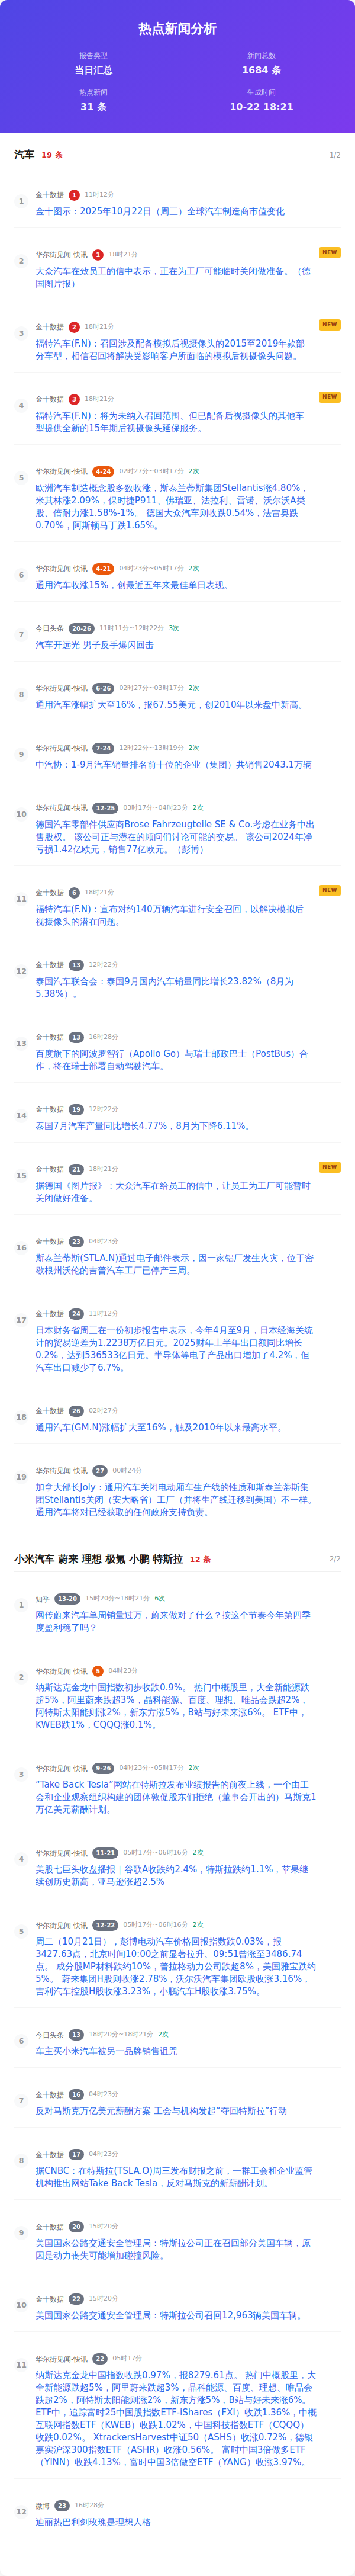 热点新闻分析
报告类型
当日汇总
新闻总数
1684 条
热点新闻
31 条
生成时间
10-22 18:21
汽车 19 条 1/2
1
金十数据 1 11时12分
金十图示：2025年10月22日（周三）全球汽车制造商市值变化
2
华尔街见闻-快讯 1 18时21分 NEW
大众汽车在致员工的信中表示，正在为工厂可能临时关闭做准备。（德
国图片报）
3
金十数据 2 18时21分 NEW
福特汽车(F.N)：召回涉及配备模拟后视摄像头的2015至2019年款部
分车型，相信召回将解决受影响客户所面临的模拟后视摄像头问题。
4
金十数据 3 18时21分 NEW
福特汽车(F.N)：将为未纳入召回范围、但已配备后视摄像头的其他车
型提供全新的15年期后视摄像头延保服务。
5
华尔街见闻-快讯 4-24 02时27分~03时17分 2次
欧洲汽车制造概念股多数收涨，斯泰兰蒂斯集团Stellantis涨4.80%，
米其林涨2.09%，保时捷P911、佛瑞亚、法拉利、雷诺、沃尔沃A类
股、倍耐力涨1.58%-1%。 德国大众汽车则收跌0.54%，法雷奥跌
0.70%，阿斯顿马丁跌1.65%。
6
华尔街见闻-快讯 4-21 04时23分~05时17分 2次
通用汽车收涨15%，创最近五年来最佳单日表现。
7
今日头条 20-26 11时11分~12时22分 3次
汽车开远光 男子反手爆闪回击
8
华尔街见闻-快讯 6-26 02时27分~03时17分 2次
通用汽车涨幅扩大至16%，报67.55美元，创2010年以来盘中新高。
9
华尔街见闻-快讯 7-24 12时22分~13时19分 2次
中汽协：1-9月汽车销量排名前十位的企业（集团）共销售2043.1万辆
10
华尔街见闻-快讯 12-25 03时17分~04时23分 2次
德国汽车零部件供应商Brose Fahrzeugteile SE & Co.考虑在业务中出
售股权。 该公司正与潜在的顾问们讨论可能的交易。 该公司2024年净
亏损1.42亿欧元，销售77亿欧元。（彭博）
11
金十数据 6 18时21分 NEW
福特汽车(F.N)：宣布对约140万辆汽车进行安全召回，以解决模拟后
视摄像头的潜在问题。
12
金十数据 13 12时22分
泰国汽车联合会：泰国9月国内汽车销量同比增长23.82%（8月为
5.38%）。
13
金十数据 13 16时28分
百度旗下的阿波罗智行（Apollo Go）与瑞士邮政巴士（PostBus）合
作，将在瑞士部署自动驾驶汽车。
14
金十数据 19 12时22分
泰国7月汽车产量同比增长4.77%，8月为下降6.11%。
15
金十数据 21 18时21分 NEW
据德国《图片报》：大众汽车在给员工的信中，让员工为工厂可能暂时
关闭做好准备。
16
金十数据 23 04时23分
斯泰兰蒂斯(STLA.N)通过电子邮件表示，因一家铝厂发生火灾，位于密
歇根州沃伦的吉普汽车工厂已停产三周。
17
金十数据 24 11时12分
日本财务省周三在一份初步报告中表示，今年4月至9月，日本经海关统
计的贸易逆差为1.2238万亿日元。2025财年上半年出口额同比增长
0.2%，达到536533亿日元。半导体等电子产品出口增加了4.2%，但
汽车出口减少了6.7%。
18
金十数据 26 02时27分
通用汽车(GM.N)涨幅扩大至16%，触及2010年以来最高水平。
19
华尔街见闻-快讯 27 00时24分
加拿大部长Joly：通用汽车关闭电动厢车生产线的性质和斯泰兰蒂斯集
团Stellantis关闭（安大略省）工厂（并将生产线迁移到美国）不一样。
通用汽车将对已经获取的任何政府支持负责。
小米汽车 蔚来 理想 极氪 小鹏 特斯拉 12 条 2/2
1
知乎 13-20 15时20分~18时21分 6次
网传蔚来汽车单周销量过万，蔚来做对了什么？按这个节奏今年第四季
度盈利稳了吗？
2
华尔街见闻-快讯 5 04时23分
纳斯达克金龙中国指数初步收跌0.9%。 热门中概股里，大全新能源跌
超5%，阿里蔚来跌超3%，晶科能源、百度、理想、唯品会跌超2%，
阿特斯太阳能则涨2%，新东方涨5%，B站与好未来涨6%。 ETF中，
KWEB跌1%，CQQQ涨0.1%。
3
华尔街见闻-快讯 9-26 04时23分~05时17分 2次
“Take Back Tesla”网站在特斯拉发布业绩报告的前夜上线，一个由工
会和企业观察组织构建的团体敦促股东们拒绝（董事会开出的）马斯克1
万亿美元薪酬计划。
4
华尔街见闻-快讯 11-21 05时17分~06时16分 2次
美股七巨头收盘播报｜谷歌A收跌约2.4%，特斯拉跌约1.1%，苹果继
续创历史新高，亚马逊涨超2.5%
5
华尔街见闻-快讯 12-22 05时17分~06时16分 2次
周二（10月21日），彭博电动汽车价格回报指数跌0.03%，报
3427.63点，北京时间10:00之前显著拉升、09:51曾涨至3486.74
点。 成分股MP材料跌约10%，普拉格动力公司跌超8%，美国雅宝跌约
5%。 蔚来集团H股则收涨2.78%，沃尔沃汽车集团欧股收涨3.16%，
吉利汽车控股H股收涨3.23%，小鹏汽车H股收涨3.75%。
6
今日头条 13 18时20分~18时21分 2次
车主买小米汽车被另一品牌销售诅咒
7
金十数据 16 04时23分
反对马斯克万亿美元薪酬方案 工会与机构发起“夺回特斯拉”行动
8
金十数据 17 04时23分
据CNBC：在特斯拉(TSLA.O)周三发布财报之前，一群工会和企业监管
机构推出网站Take Back Tesla，反对马斯克的新薪酬计划。
9
金十数据 20 15时20分
美国国家公路交通安全管理局：特斯拉公司正在召回部分美国车辆，原
因是动力丧失可能增加碰撞风险。
10
金十数据 22 15时20分
美国国家公路交通安全管理局：特斯拉公司召回12,963辆美国车辆。
11
华尔街见闻-快讯 22 05时17分
纳斯达克金龙中国指数收跌0.97%，报8279.61点。 热门中概股里，大
全新能源跌超5%，阿里蔚来跌超3%，晶科能源、百度、理想、唯品会
跌超2%，阿特斯太阳能则涨2%，新东方涨5%，B站与好未来涨6%。
ETF中，追踪富时25中国股指数ETF-iShares（FXI）收跌1.36%，中概
互联网指数ETF（KWEB）收跌1.02%，中国科技指数ETF（CQQQ）
收跌0.02%。 XtrackersHarvest中证50（ASHS）收涨0.72%，德银
嘉实沪深300指数ETF（ASHR）收涨0.56%。 富时中国3倍做多ETF
（YINN）收跌4.13%，富时中国3倍做空ETF（YANG）收涨3.97%。
12
微博 23 16时28分
迪丽热巴利剑玫瑰是理想人格